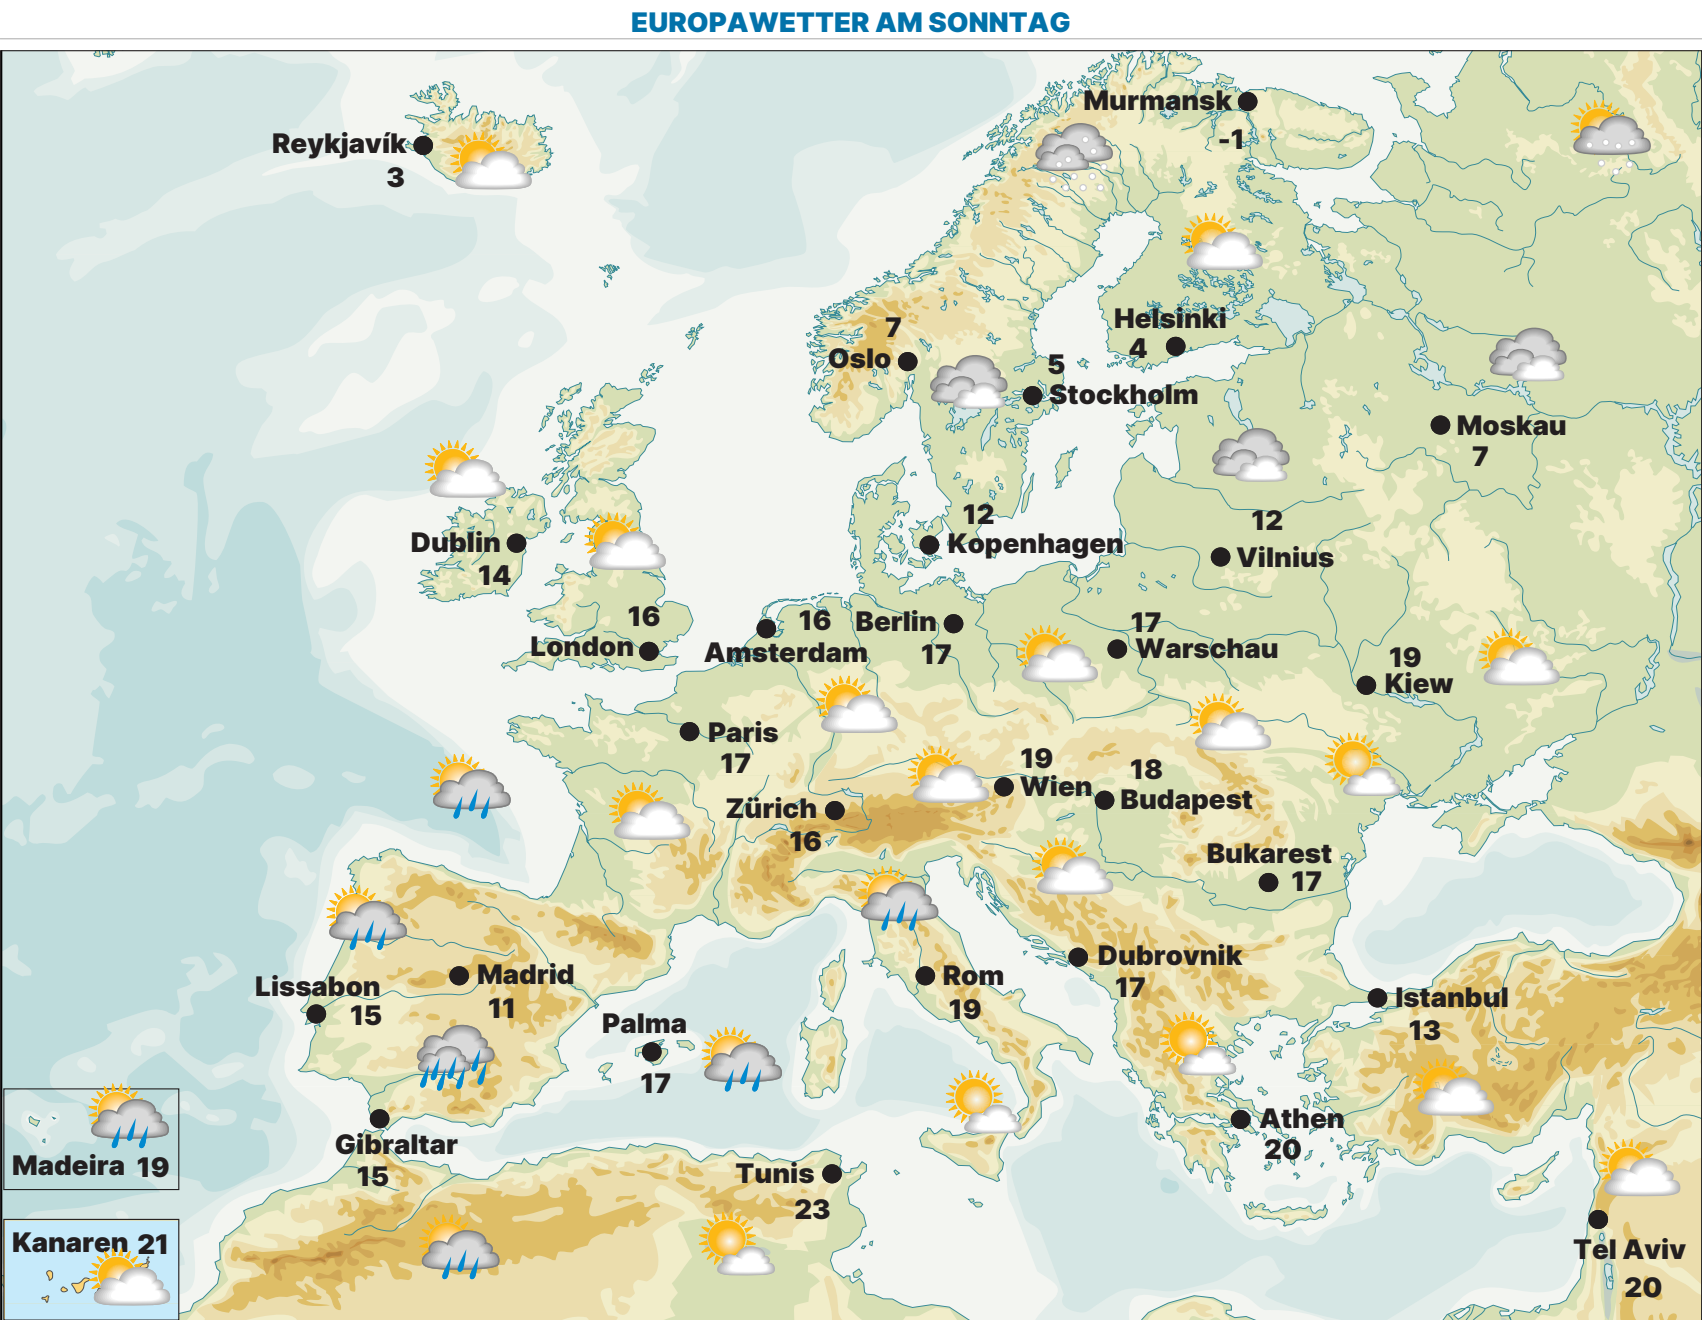 EUROPAWETTER AM SONNTAG
Murmansk
-1
Reykjavík
3
Helsinki
4
7
Oslo
5
Stockholm
Moskau
7
12
Kopenhagen
12
Vilnius
Dublin
14
16
London
16
Amsterdam
Berlin
17
17
Warschau
19
Kiew
Paris
17
19
Wien
18
Budapest
Zürich
16
Bukarest
17
Dubrovnik
17
Rom
19
Madrid
11
Lissabon
15
Istanbul
13
Palma
17
Athen
20
Gibraltar
15
Madeira 19
Tunis
23
Kanaren 21
Tel Aviv
20